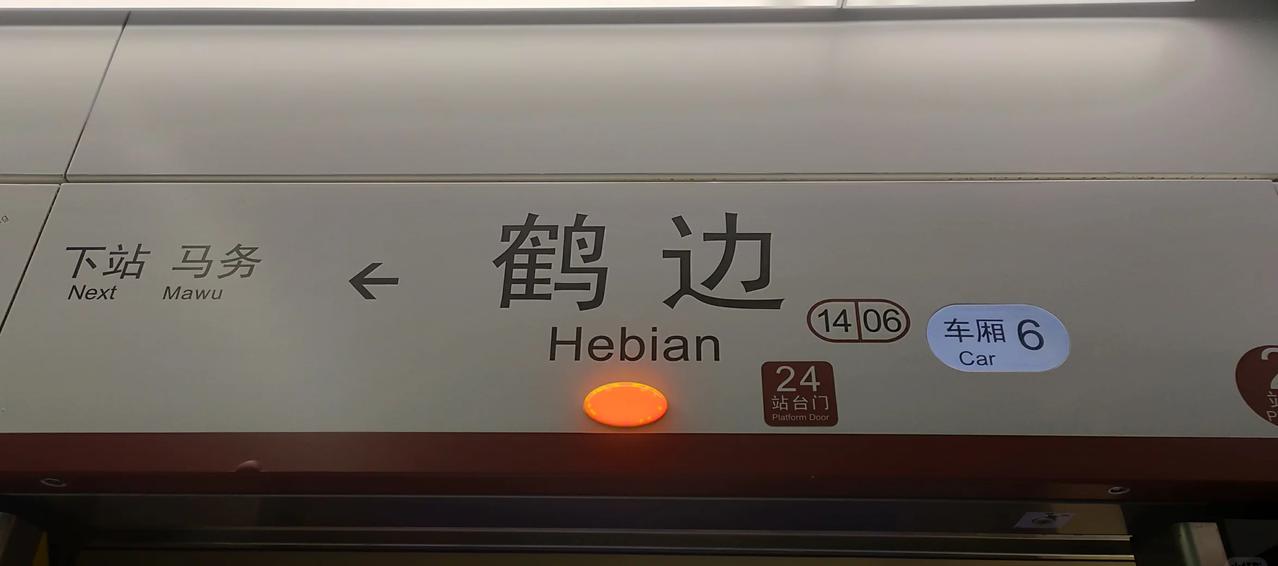 下站 马务
Next Mawu
←
鹤边
Hebian
14 06
车厢 6
Car
24
站台门
Platform Door